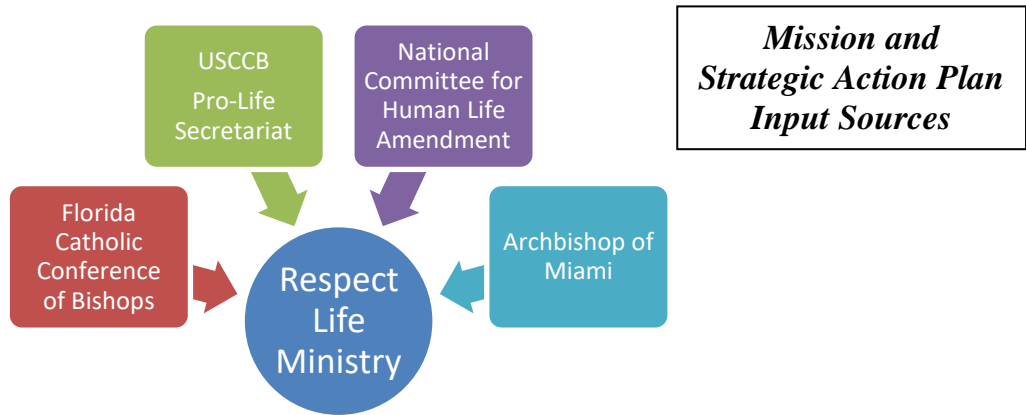 USCCB
Pro-Life
Secretariat
National
Committee for
Human Life
Amendment
Mission and
Strategic Action Plan
Input Sources
Florida
Catholic
Conference
of Bishops
Archbishop of
Miami
Respect
Life
Ministry